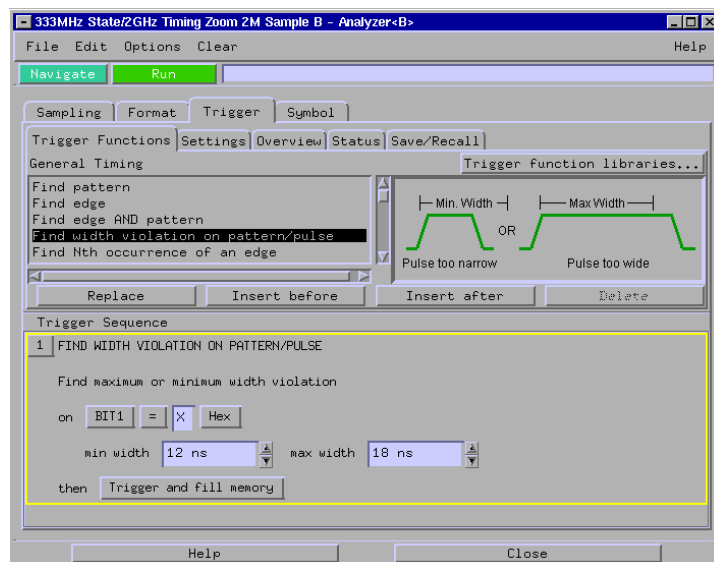 333MHz State/2GHz Timing Zoom 2M Sample B - Analyzer<B>
File Edit Options Clear Help
Navigate Run
Sampling Format Trigger Symbol
Trigger Functions Settings Overview Status Save/Recall
General Timing Trigger function libraries...
Find pattern
Find edge
Find edge AND pattern
Find width violation on pattern/pulse
Find Nth occurrence of an edge
Min. Width Max Width
OR
Pulse too narrow Pulse too wide
Replace Insert before Insert after Delete
Trigger Sequence
1 FIND WIDTH VIOLATION ON PATTERN/PULSE
Find maximum or minimum width violation
on BIT1 = X Hex
min width 12 ns max width 18 ns
then Trigger and fill memory
Help Close